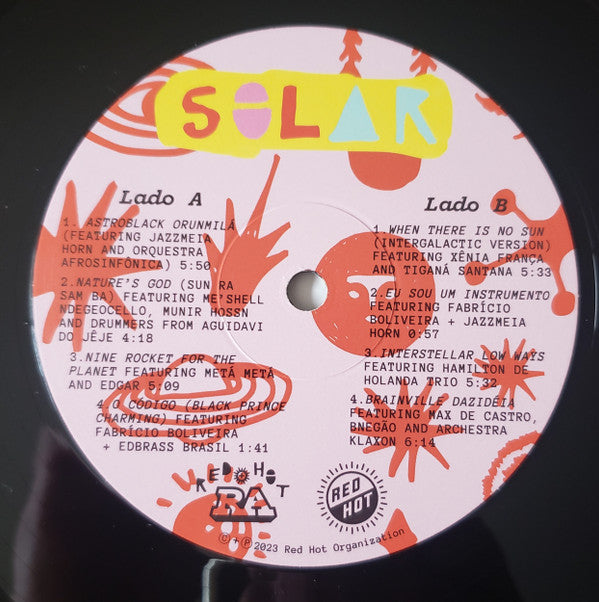 SOLAR
Lado A
1. ASTROBLACK ORUNMILÁ
(FEATURING JAZZMEIA
HORN AND ORQUESTRA
AFROSINFÔNICA) 5:50
2.NATURE'S GOD (SUN RA
SAM BA) FEATURING ME'SHELL
NDEGEOCELLO, MUNIR HOSSN
AND DRUMMERS FROM AGUIDAVI
DO JÊJE 4:18
3.NINE ROCKET FOR THE
PLANET FEATURING METÁ METÁ
AND EDGAR 5:09
4.O CÓDIGO (BLACK PRINCE
CHARMING) FEATURING
FABRÍCIO BOLIVEIRA
+ EDBRASS BRASIL 1:41
Lado B
1.WHEN THERE IS NO SUN
(INTERGALACTIC VERSION)
FEATURING XÊNIA FRANÇA
AND TIGANÁ SANTANA 5:33
2.EU SOU UM INSTRUMENTO
FEATURING FABRÍCIO
BOLIVEIRA + JAZZMEIA
HORN 0:57
3.INTERSTELLAR LOW WAYS
FEATURING HAMILTON DE
HOLANDA TRIO 5:32
4.BRAINVILLE DAZIDÉIA
FEATURING MAX DE CASTRO,
BNEGÃO AND ARCHESTRA
KLAXON 6:14
RED HOT
RA
RED
HOT
©+℗2023 Red Hot Organization